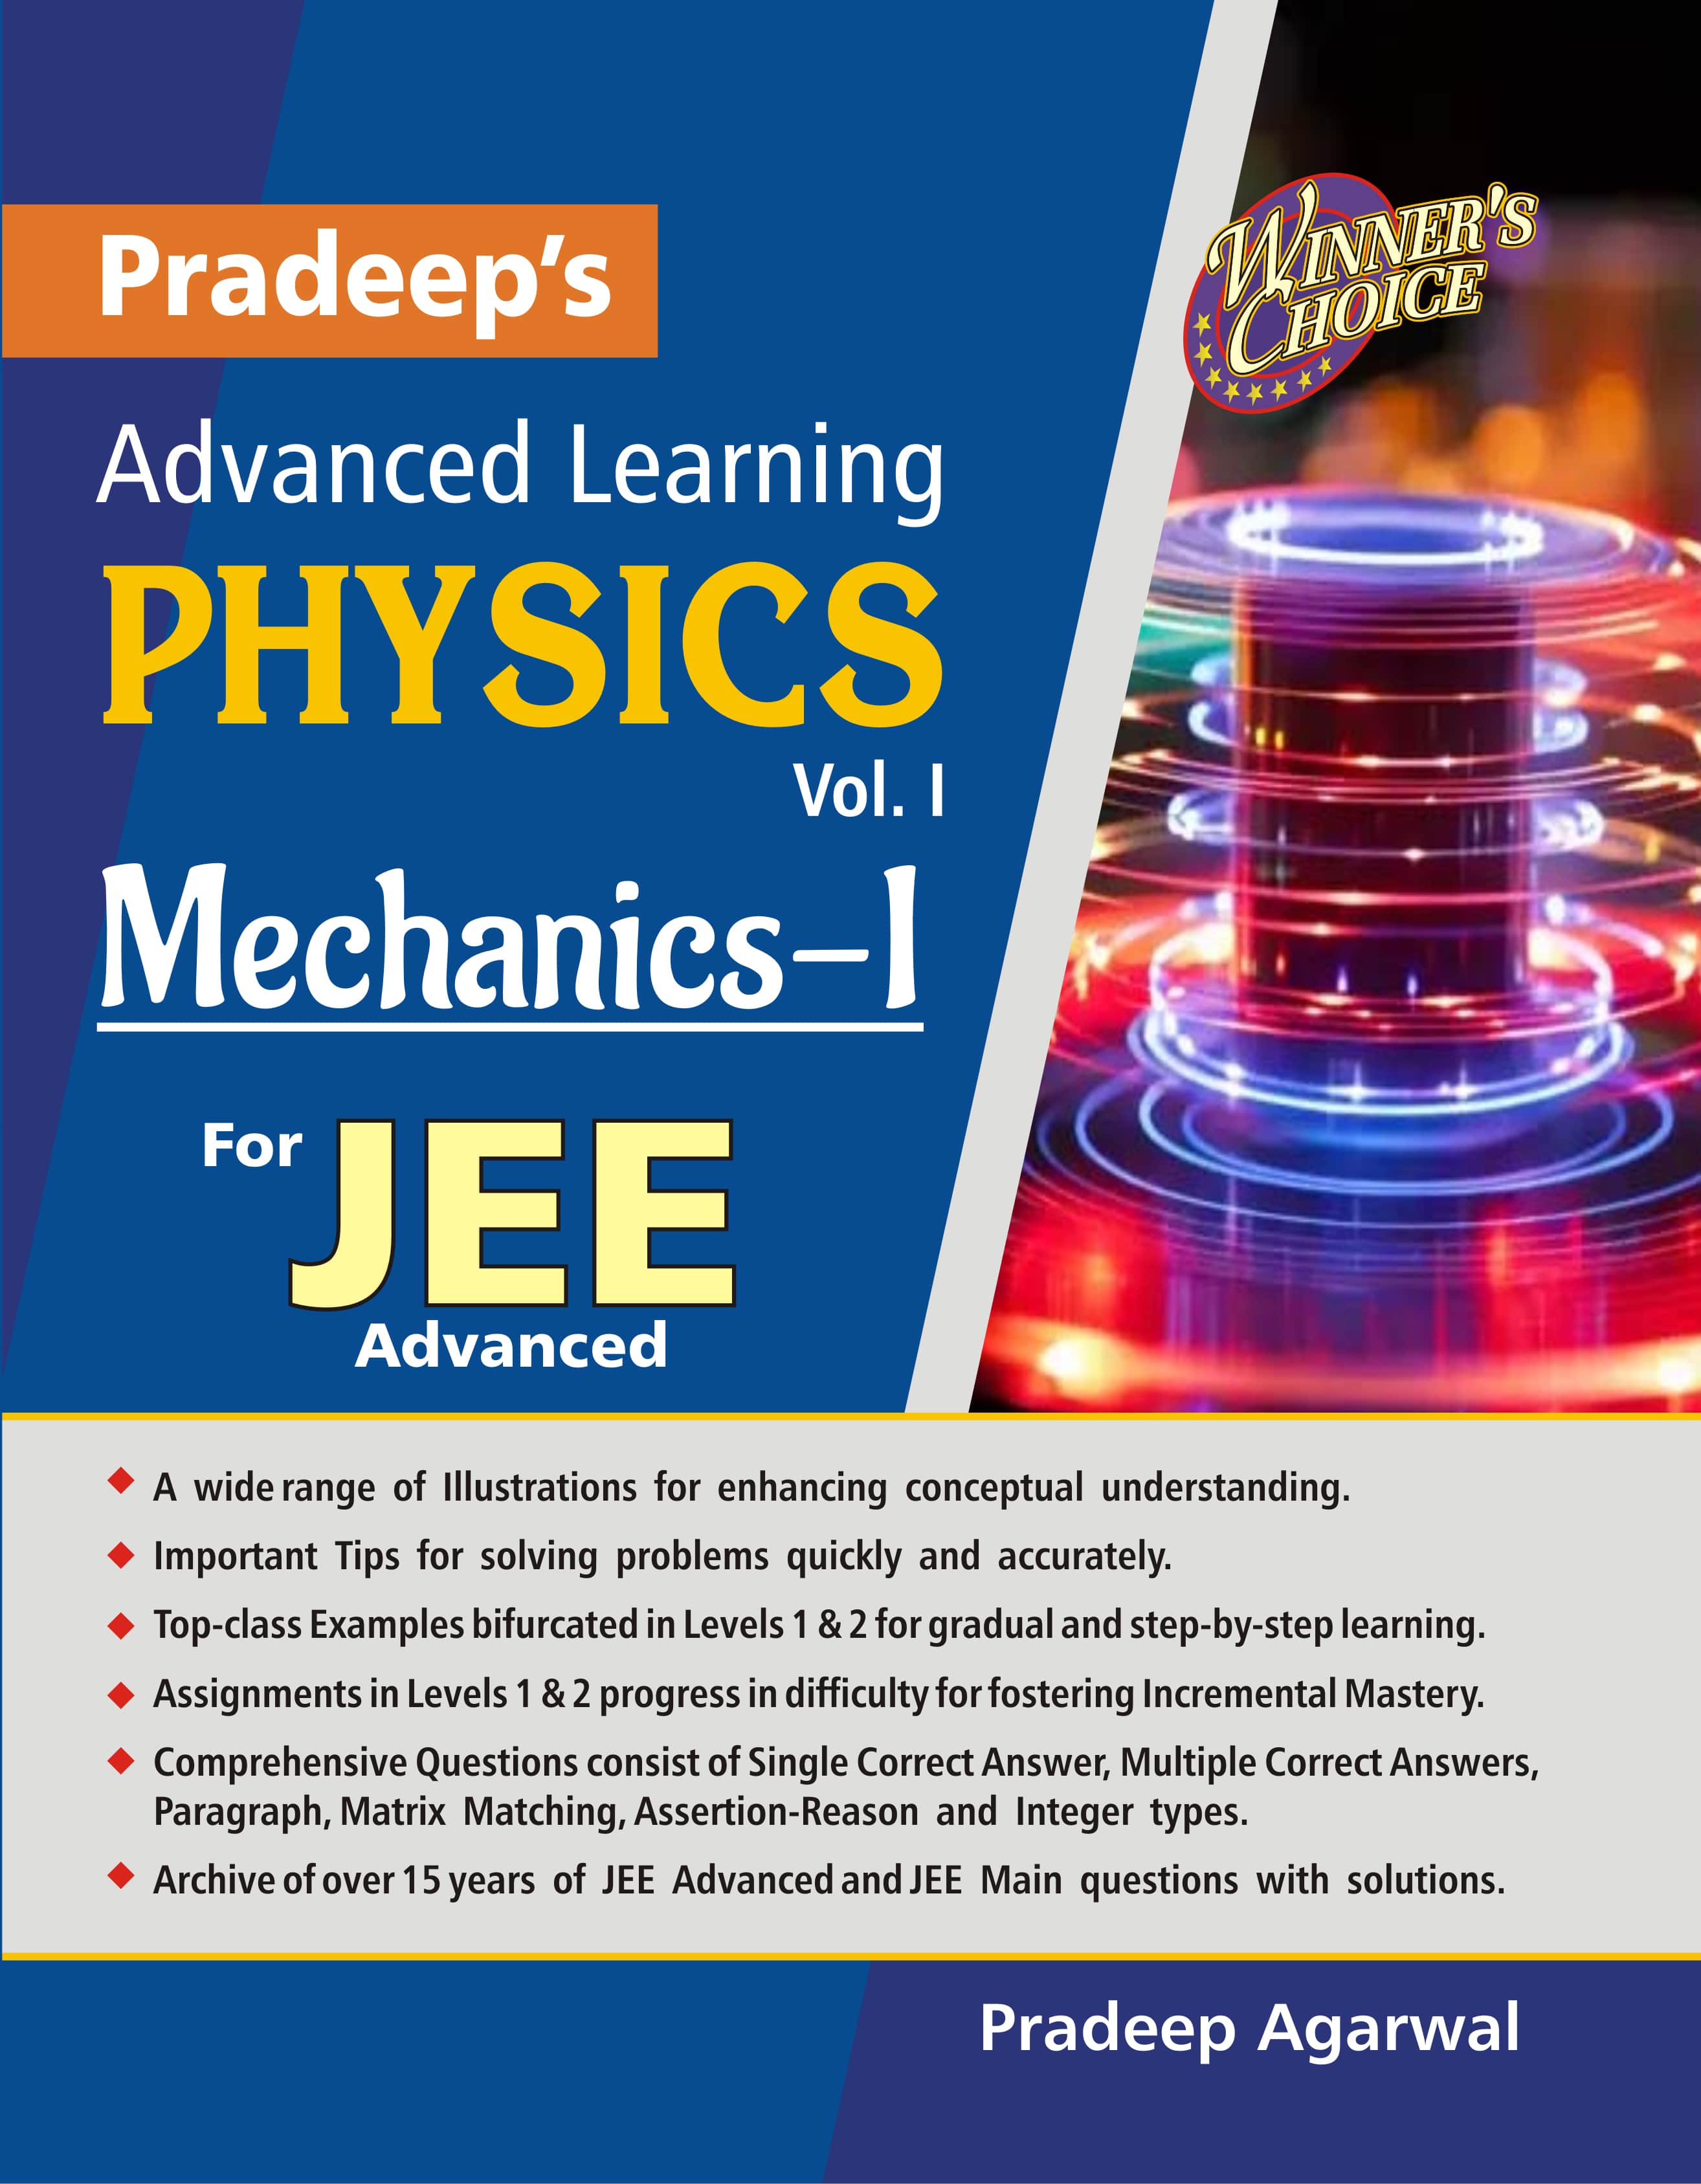 Pradeep’s
WINNER'S
CHOICE
Advanced Learning
PHYSICS
Vol. I
Mechanics–I
For JEE
Advanced
A wide range of Illustrations for enhancing conceptual understanding.
Important Tips for solving problems quickly and accurately.
Top-class Examples bifurcated in Levels 1 & 2 for gradual and step-by-step learning.
Assignments in Levels 1 & 2 progress in difficulty for fostering Incremental Mastery.
Comprehensive Questions consist of Single Correct Answer, Multiple Correct Answers,
Paragraph, Matrix Matching, Assertion-Reason and Integer types.
Archive of over 15 years of JEE Advanced and JEE Main questions with solutions.
Pradeep Agarwal